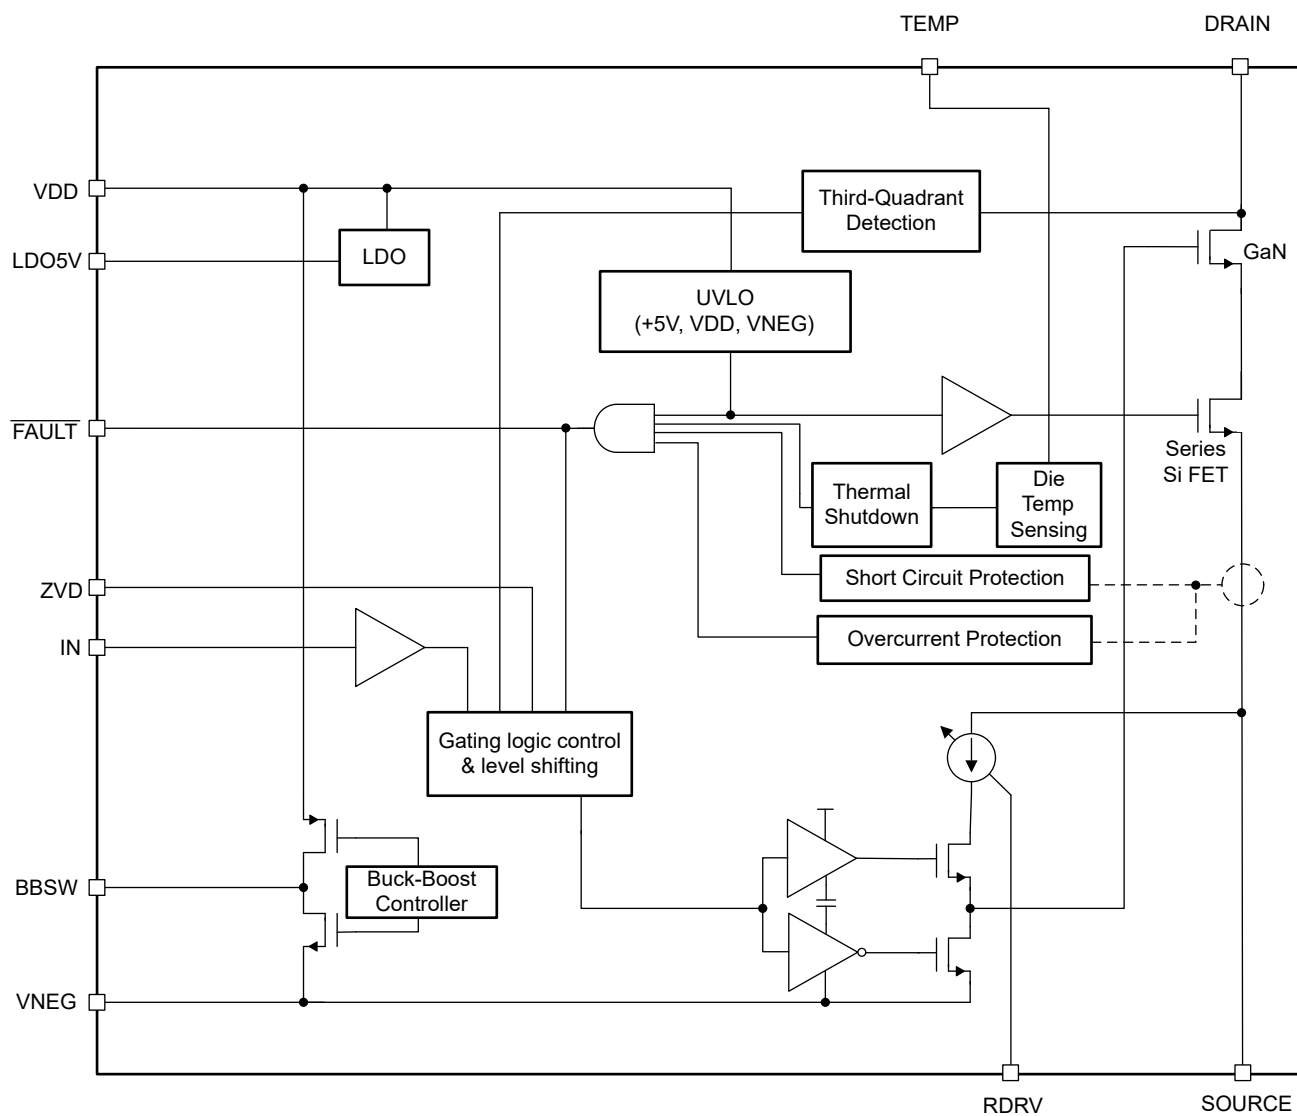 TEMP
DRAIN
VDD
Third-Quadrant
Detection
LDO5V
LDO
GaN
UVLO
(+5V, VDD, VNEG)
FAULT
Series
Si FET
Thermal
Shutdown
Die
Temp
Sensing
Short Circuit Protection
ZVD
Overcurrent Protection
IN
Gating logic control
& level shifting
BBSW
Buck-Boost
Controller
VNEG
RDRV
SOURCE